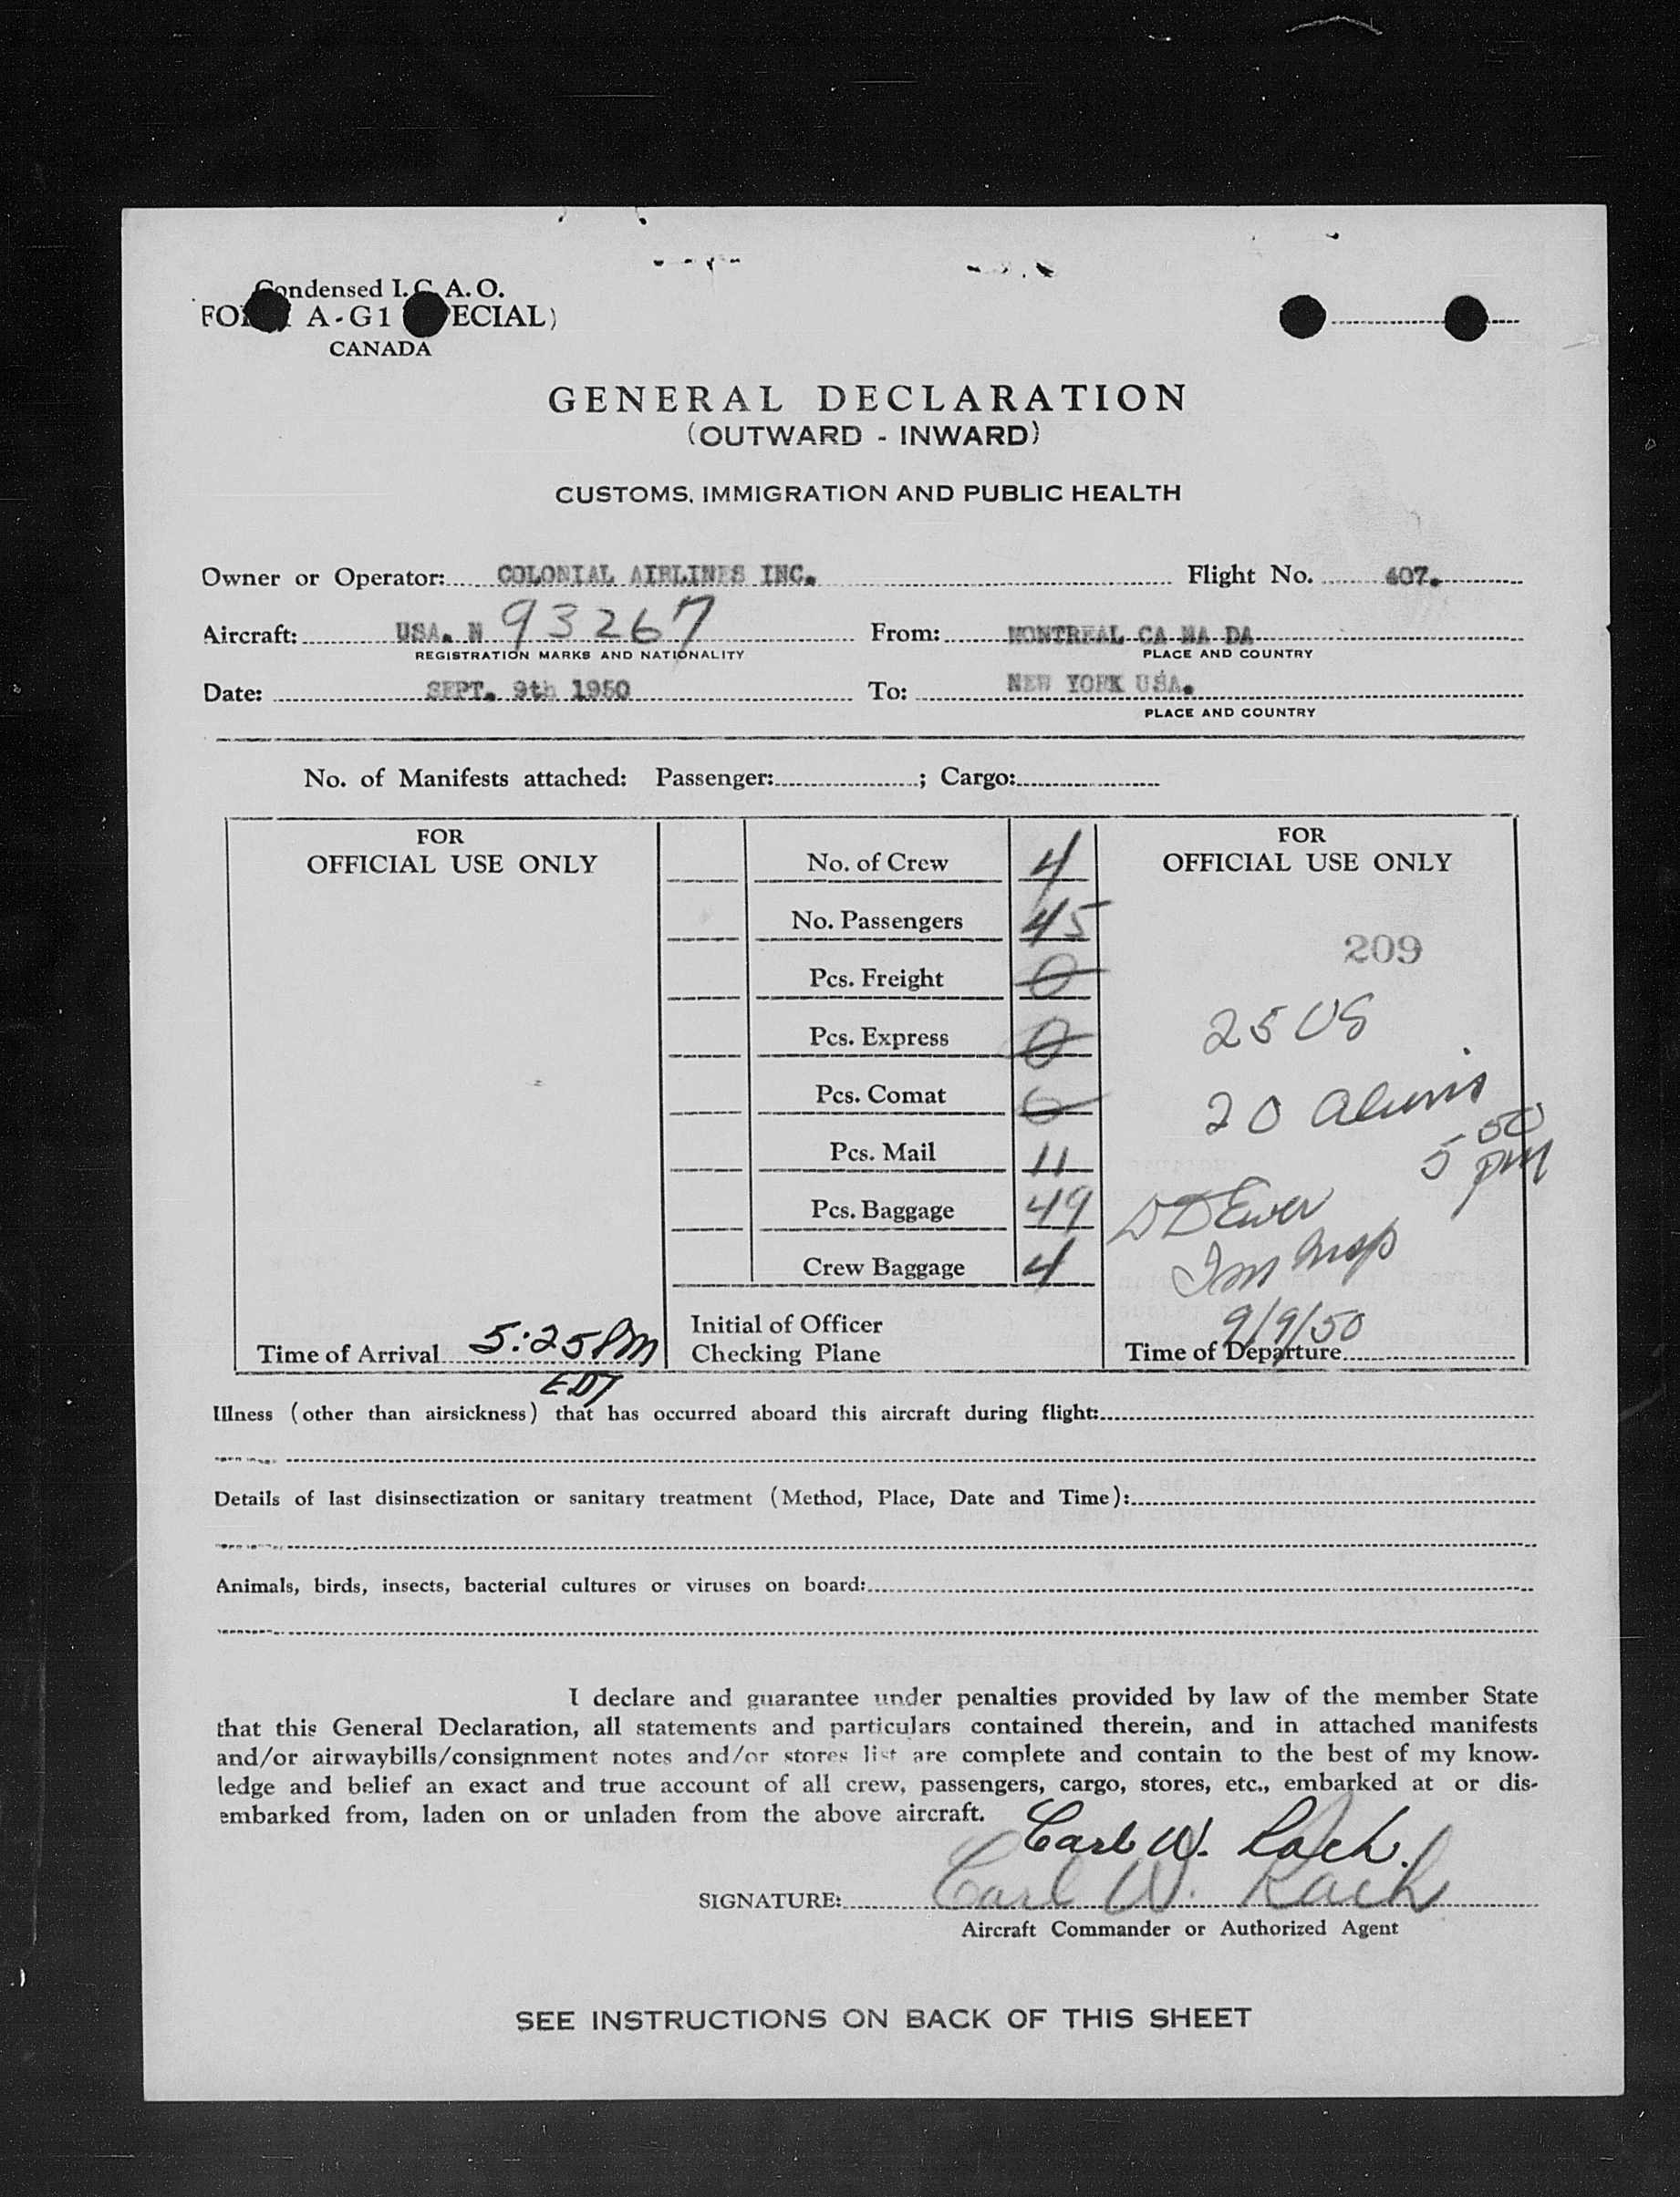 Condensed I.C.A.O.
FORM A-G1 (SPECIAL)
CANADA
GENERAL DECLARATION
(OUTWARD - INWARD)
CUSTOMS, IMMIGRATION AND PUBLIC HEALTH
Owner or Operator: COLONIAL AIRLINES INC. Flight No. 407.
Aircraft: USA. N 93267 From: MONTREAL CA NA DA
REGISTRATION MARKS AND NATIONALITY PLACE AND COUNTRY
Date: SEPT. 9th 1950 To: NEW YORK USA.
PLACE AND COUNTRY
No. of Manifests attached: Passenger: ; Cargo:
FOR
OFFICIAL USE ONLY
No. of Crew 4
No. Passengers 45
Pcs. Freight 0
Pcs. Express 0
Pcs. Comat 0
Pcs. Mail 11
Pcs. Baggage 49
Crew Baggage 4
FOR
OFFICIAL USE ONLY
209
25 US
20 aliens
5 50 pm
Imm Insp
9/9/50
Time of Arrival 5:25 PM
EDT
Initial of Officer
Checking Plane
Time of Departure
Illness (other than airsickness) that has occurred aboard this aircraft during flight:
Details of last disinsectization or sanitary treatment (Method, Place, Date and Time):
Animals, birds, insects, bacterial cultures or viruses on board:
I declare and guarantee under penalties provided by law of the member State
that this General Declaration, all statements and particulars contained therein, and in attached manifests
and/or airwaybills/consignment notes and/or stores list are complete and contain to the best of my know-
ledge and belief an exact and true account of all crew, passengers, cargo, stores, etc., embarked at or dis-
embarked from, laden on or unladen from the above aircraft.
Carl W. Rach.
SIGNATURE: Carl W. Rach
Aircraft Commander or Authorized Agent
SEE INSTRUCTIONS ON BACK OF THIS SHEET